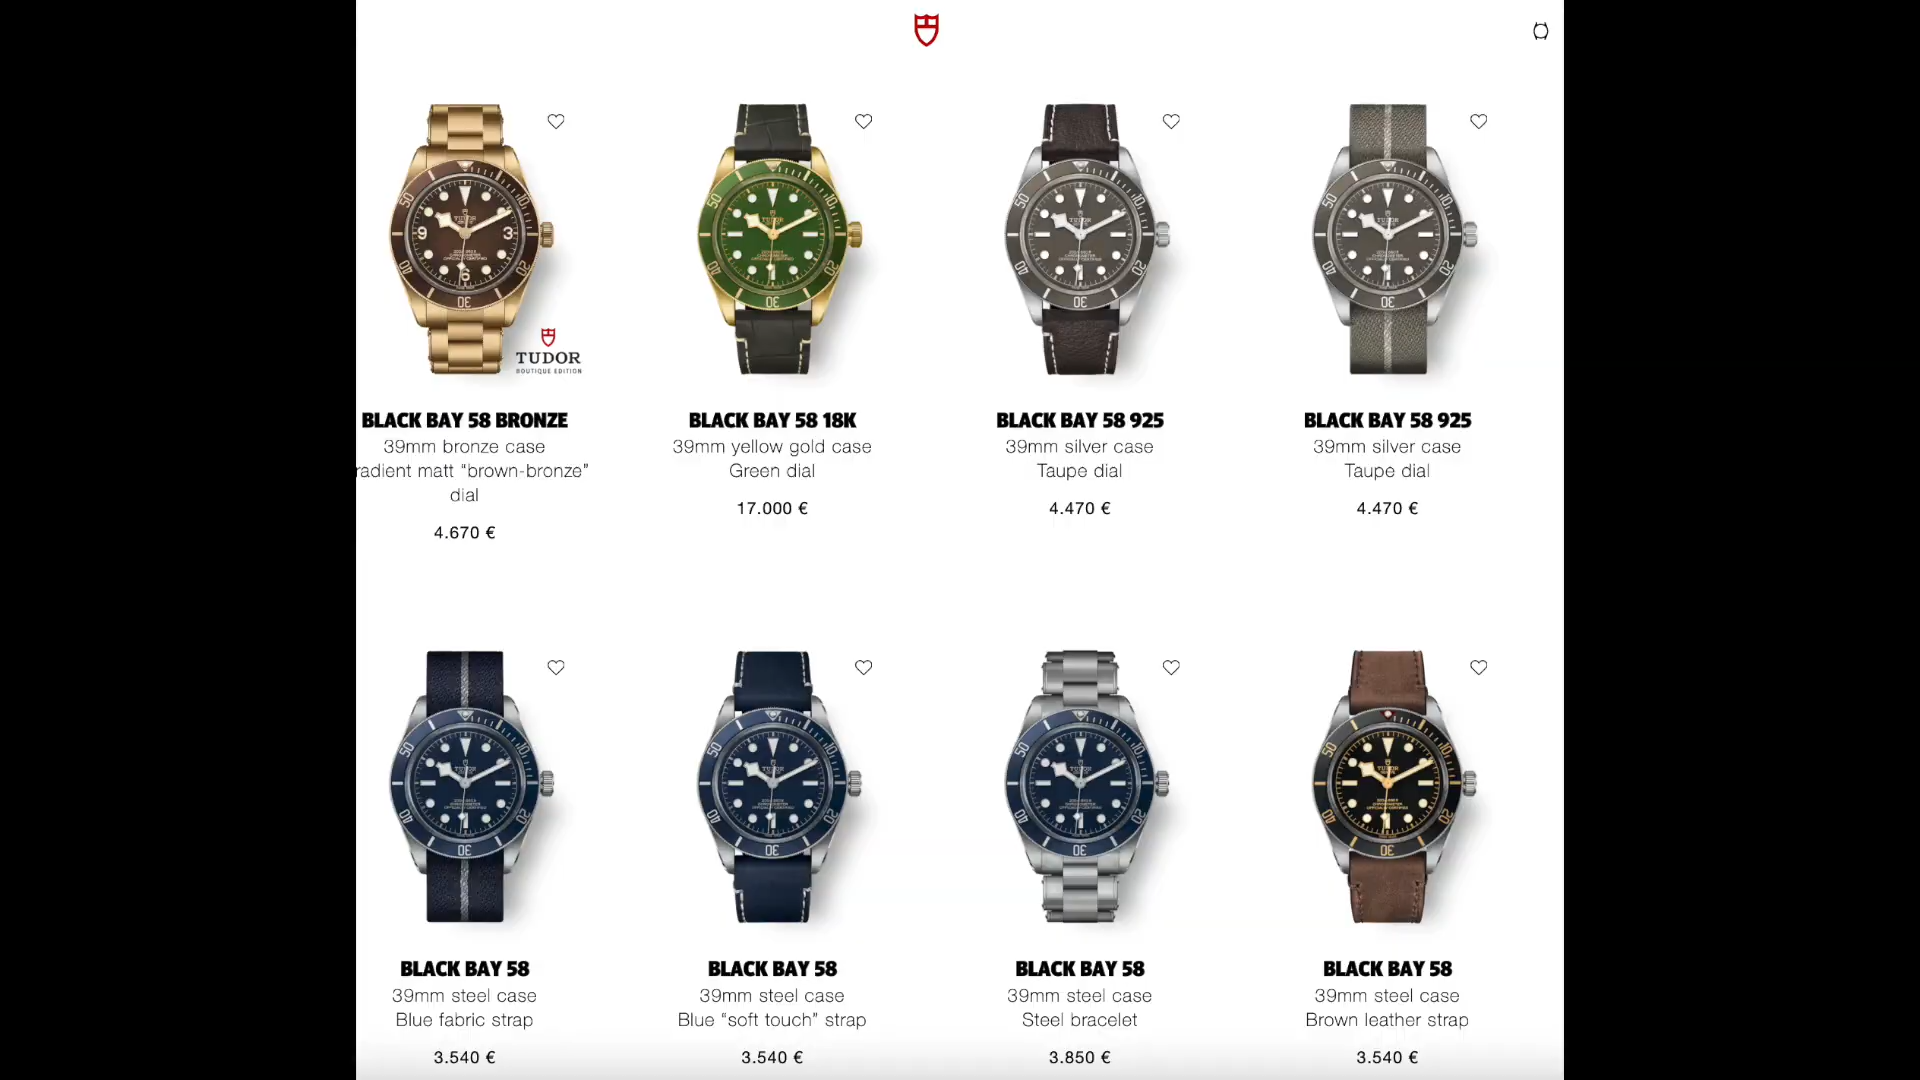 TUDOR
BOUTIQUE EDITION
BLACK BAY 58 BRONZE
39mm bronze case
radient matt “brown-bronze”
dial
4.670 €
BLACK BAY 58 18K
39mm yellow gold case
Green dial
17.000 €
BLACK BAY 58 925
39mm silver case
Taupe dial
4.470 €
BLACK BAY 58 925
39mm silver case
Taupe dial
4.470 €
BLACK BAY 58
39mm steel case
Blue fabric strap
3.540 €
BLACK BAY 58
39mm steel case
Blue “soft touch” strap
3.540 €
BLACK BAY 58
39mm steel case
Steel bracelet
3.850 €
BLACK BAY 58
39mm steel case
Brown leather strap
3.540 €